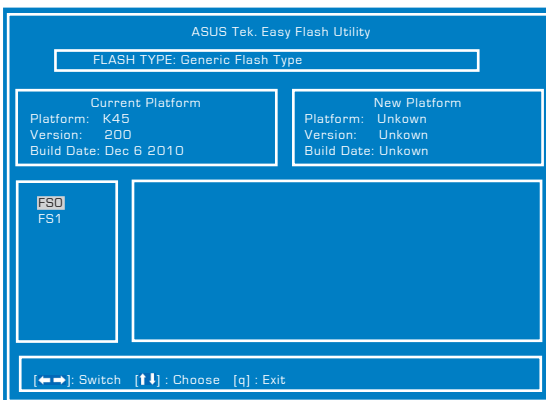 ASUS Tek. Easy Flash Utility
FLASH TYPE: Generic Flash Type
Current Platform
Platform: K45
Version: 200
Build Date: Dec 6 2010
New Platform
Platform: Unkown
Version: Unkown
Build Date: Unkown
FS0
FS1
[←→]: Switch [↑↓] : Choose [q] : Exit